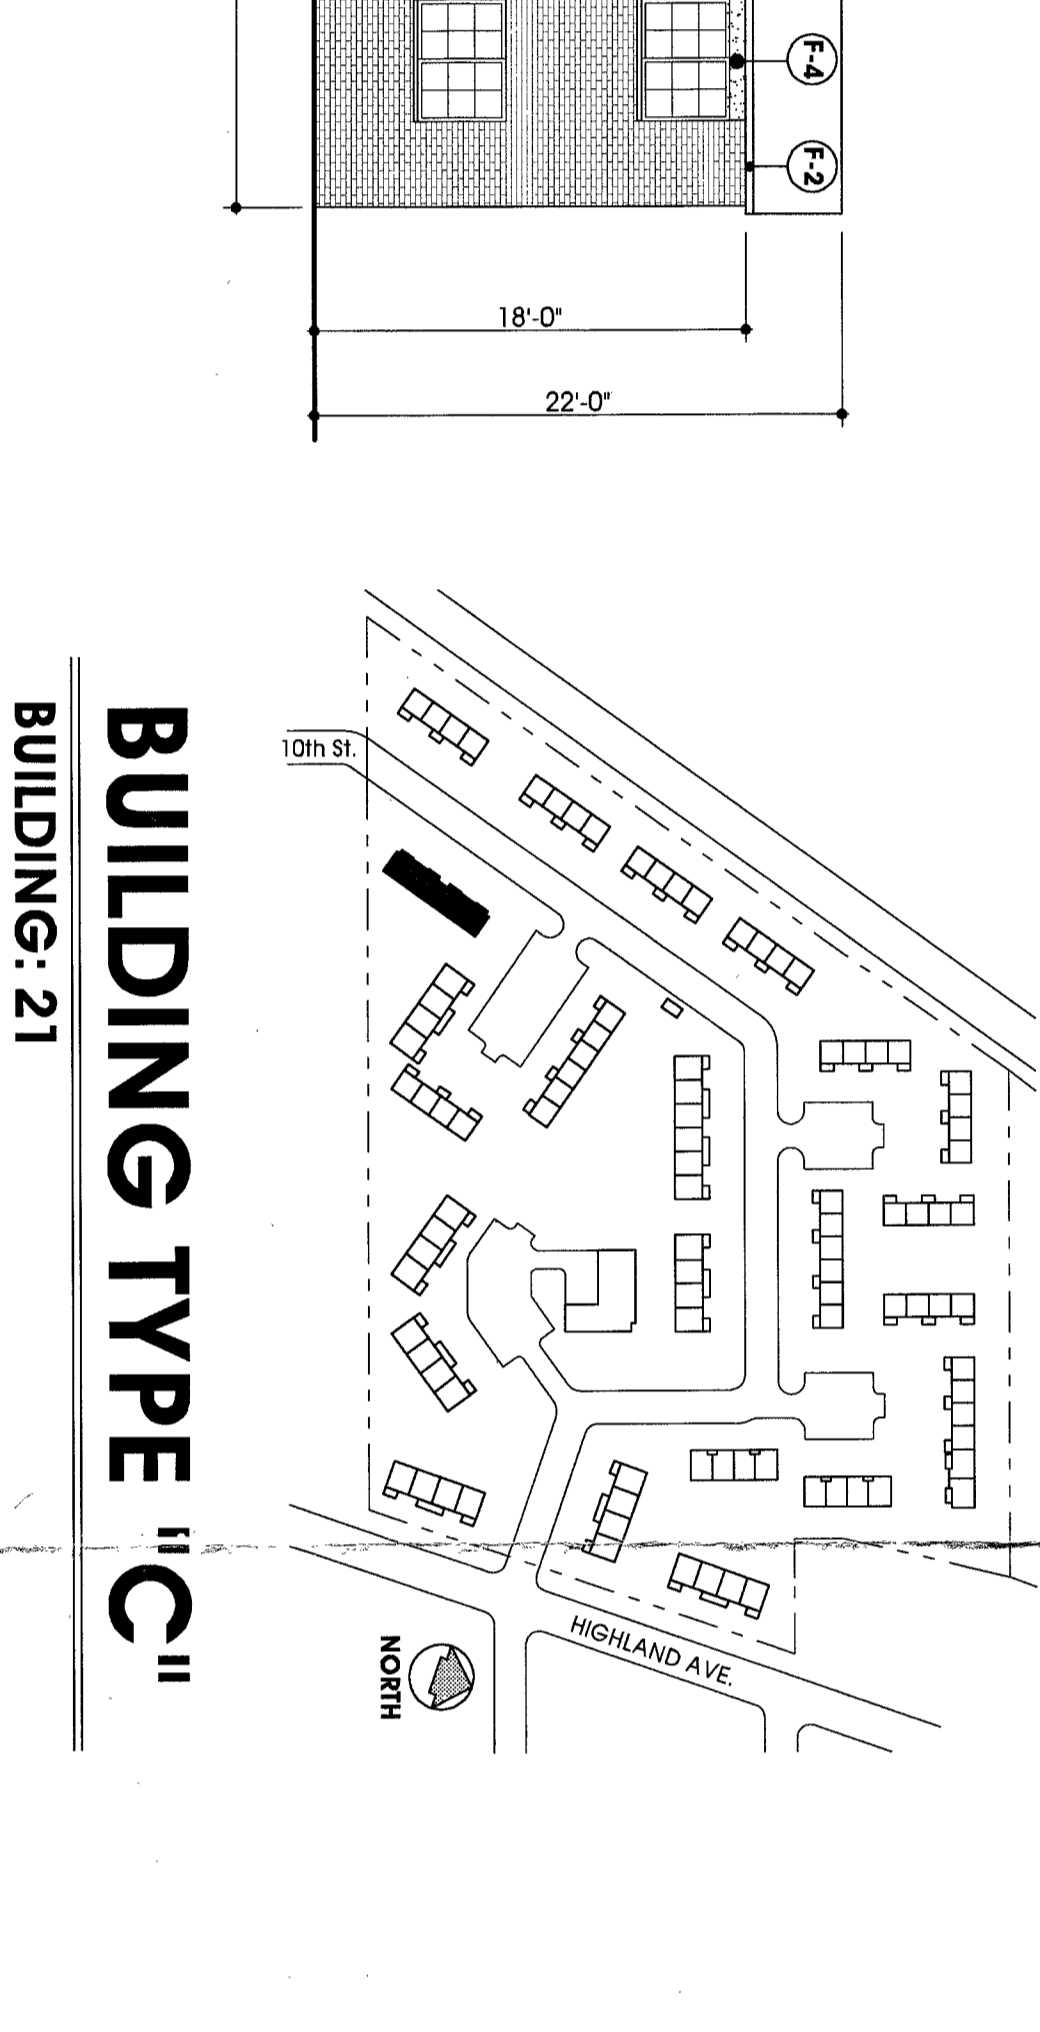 F-4
F-2
18'-0"
22'-0"
10th St.
HIGHLAND AVE.
NORTH
BUILDING TYPE "C"
BUILDING: 21